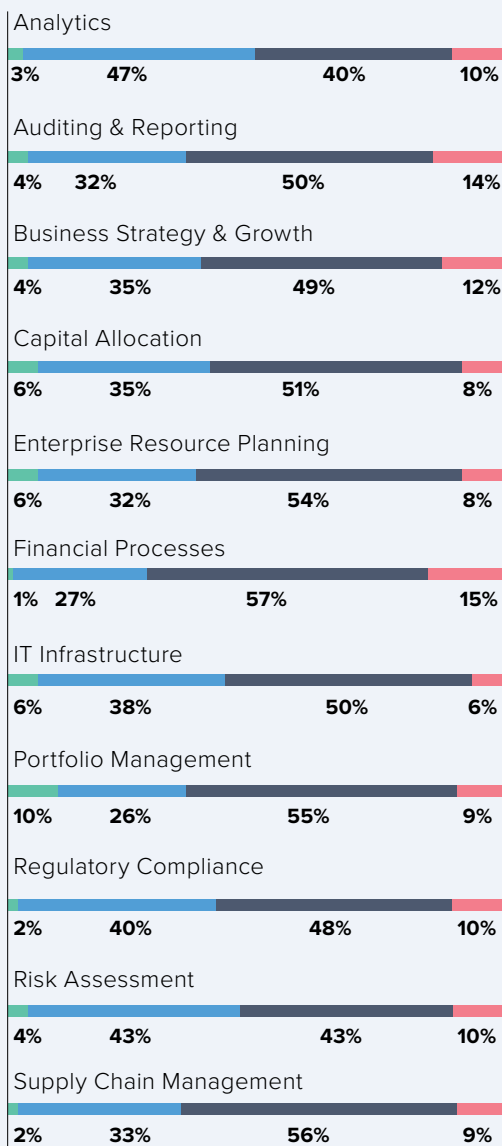 Analytics
3% 47% 40% 10%
Auditing & Reporting
4% 32% 50% 14%
Business Strategy & Growth
4% 35% 49% 12%
Capital Allocation
6% 35% 51% 8%
Enterprise Resource Planning
6% 32% 54% 8%
Financial Processes
1% 27% 57% 15%
IT Infrastructure
6% 38% 50% 6%
Portfolio Management
10% 26% 55% 9%
Regulatory Compliance
2% 40% 48% 10%
Risk Assessment
4% 43% 43% 10%
Supply Chain Management
2% 33% 56% 9%